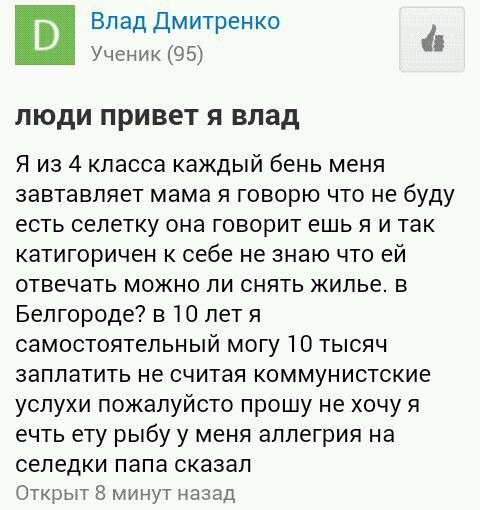 D
Влад Дмитренко
Ученик (95)
люди привет я влад
Я из 4 класса каждый бень меня
завтавляет мама я говорю что не буду
есть селетку она говорит ешь я и так
катигоричен к себе не знаю что ей
отвечать можно ли снять жилье. в
Белгороде? в 10 лет я
самостоятельный могу 10 тысяч
заплатить не считая коммунистские
услухи пожалуйсто прошу не хочу я
ечть ету рыбу у меня аллегрия на
селедки папа сказал
Открыт 8 минут назад